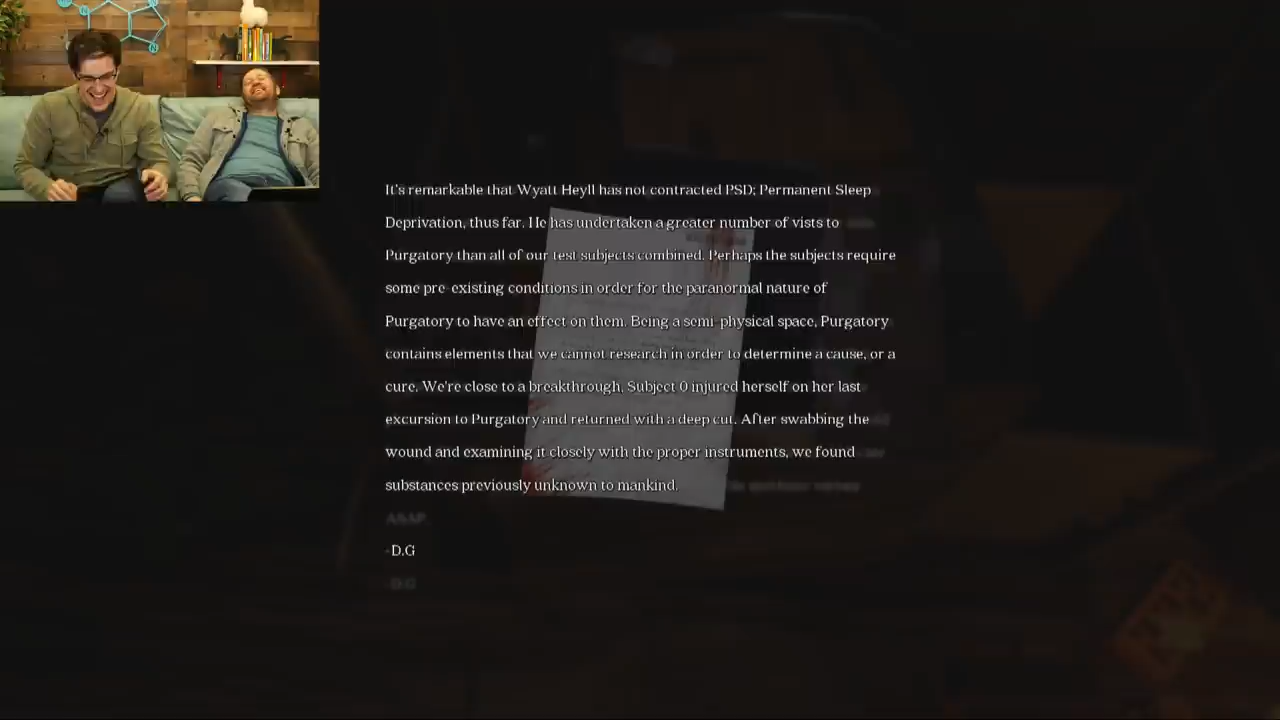 It's remarkable that Wyatt Heyll has not contracted PSD; Permanent Sleep
Deprivation, thus far. He has undertaken a greater number of vists to
Purgatory than all of our test subjects combined. Perhaps the subjects require
some pre-existing conditions in order for the paranormal nature of
Purgatory to have an effect on them. Being a semi-physical space, Purgatory
contains elements that we cannot research in order to determine a cause, or a
cure. We're close to a breakthrough, Subject 0 injured herself on her last
excursion to Purgatory and returned with a deep cut. After swabbing the
wound and examining it closely with the proper instruments, we found
substances previously unknown to mankind.
ASAP.
-D.G
-D.G